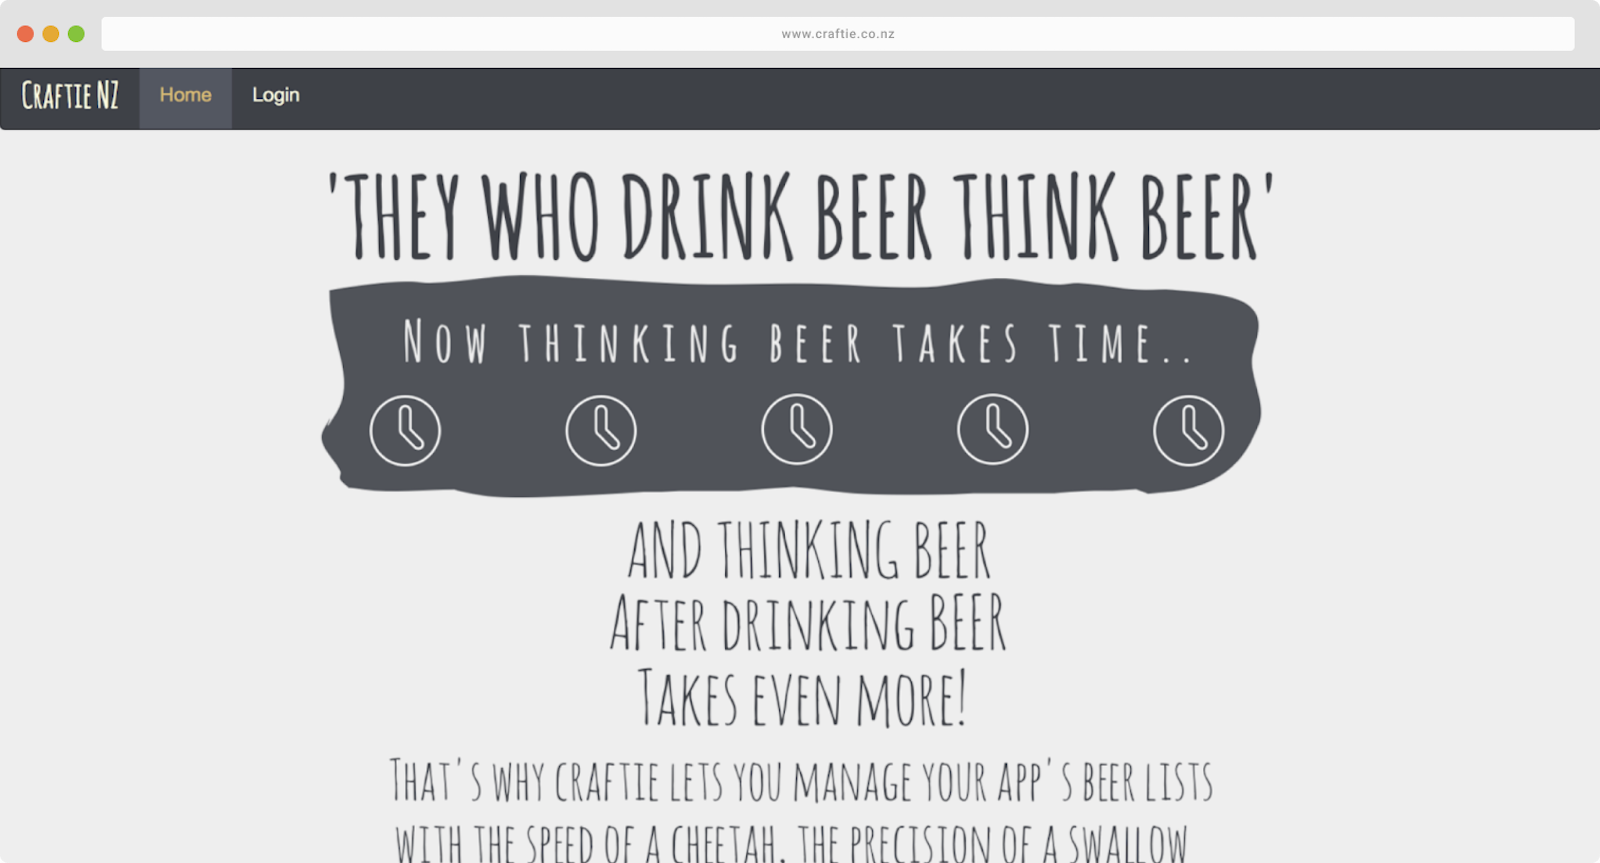 www.craftie.co.nz
Craftie NZ Home Login
'THEY WHO DRINK BEER THINK BEER'
Now thinking beer takes time..
AND THINKING BEER
After drinking BEER
Takes even more!
That's why craftie lets you manage your app's beer lists
with the speed of a cheetah, the precision of a swallow